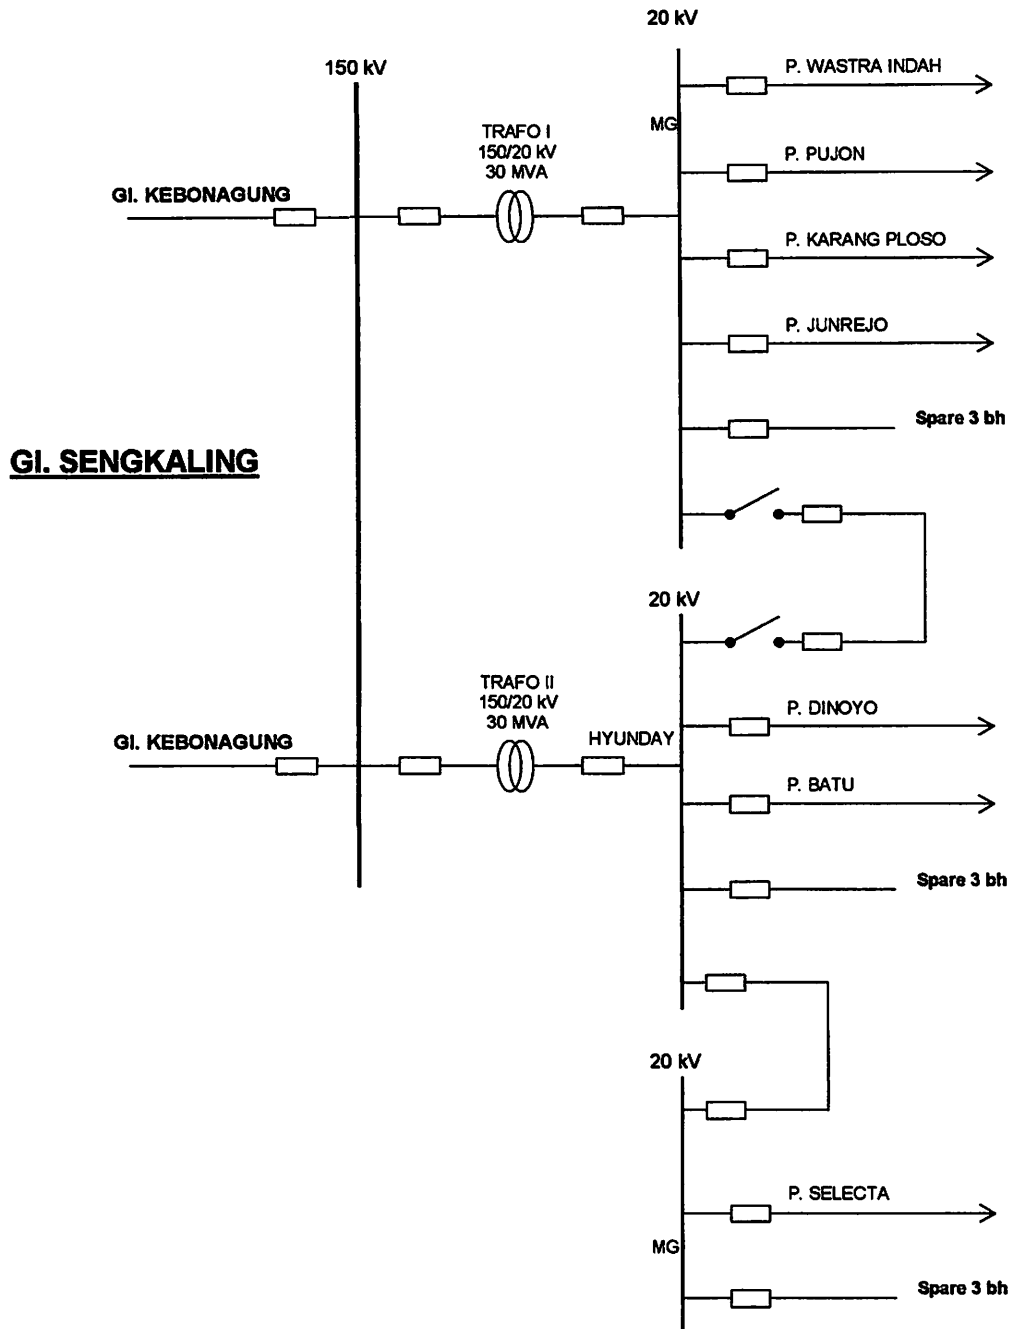 20 kV
150 kV
P. WASTRA INDAH
TRAFO I
150/20 kV
30 MVA
MG
P. PUJON
GI. KEBONAGUNG
P. KARANG PLOSO
P. JUNREJO
Spare 3 bh
GI. SENGKALING
20 kV
TRAFO II
150/20 kV
30 MVA
P. DINOYO
GI. KEBONAGUNG
HYUNDAY
P. BATU
Spare 3 bh
20 kV
P. SELECTA
MG
Spare 3 bh